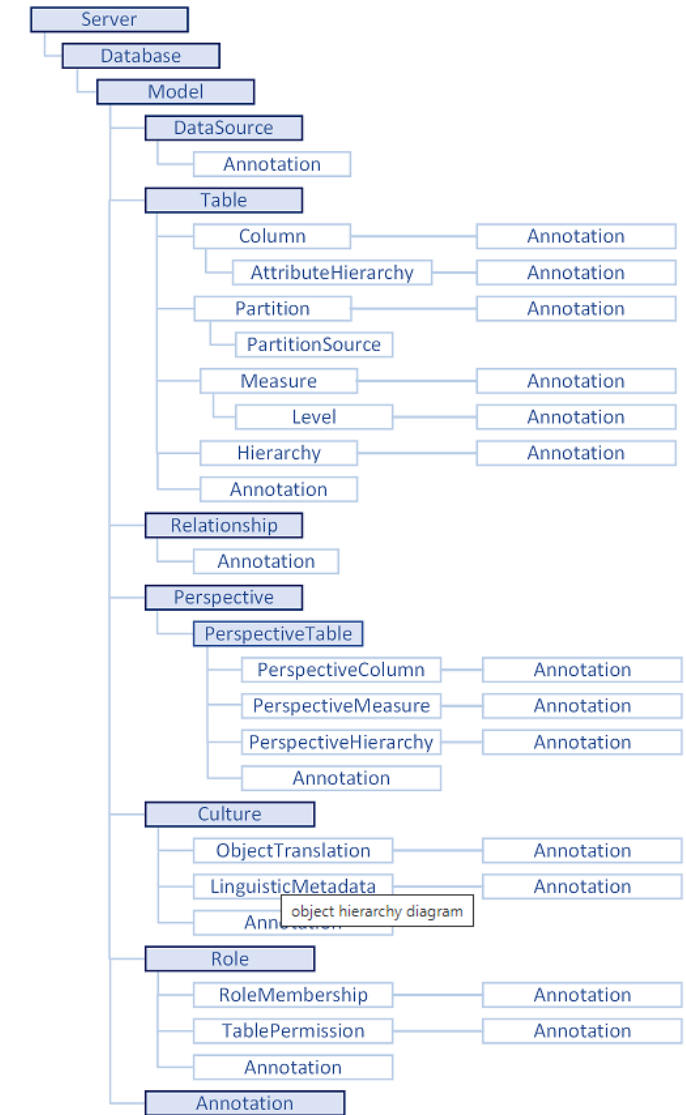 Server
Database
Model
DataSource
Annotation
Table
Column Annotation
AttributeHierarchy Annotation
Partition Annotation
PartitionSource
Measure Annotation
Level Annotation
Hierarchy Annotation
Annotation
Relationship
Annotation
Perspective
PerspectiveTable
PerspectiveColumn Annotation
PerspectiveMeasure Annotation
PerspectiveHierarchy Annotation
Annotation
Culture
ObjectTranslation Annotation
LinguisticMetadata Annotation
object hierarchy diagram
Role
RoleMembership Annotation
TablePermission Annotation
Annotation
Annotation